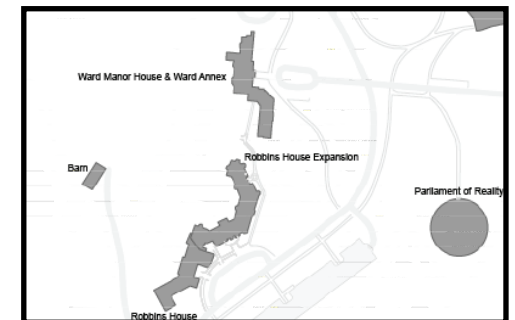 Ward Manor House & Ward Annex
Robbins House Expansion
Barn
Parliament of Reality
Robbins House